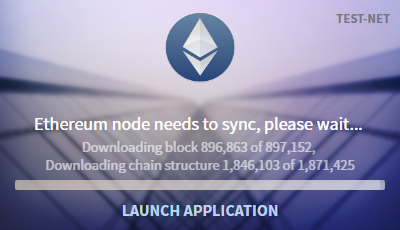 TEST-NET
Ethereum node needs to sync, please wait...
Downloading block 896,863 of 897,152,
Downloading chain structure 1,846,103 of 1,871,425
LAUNCH APPLICATION